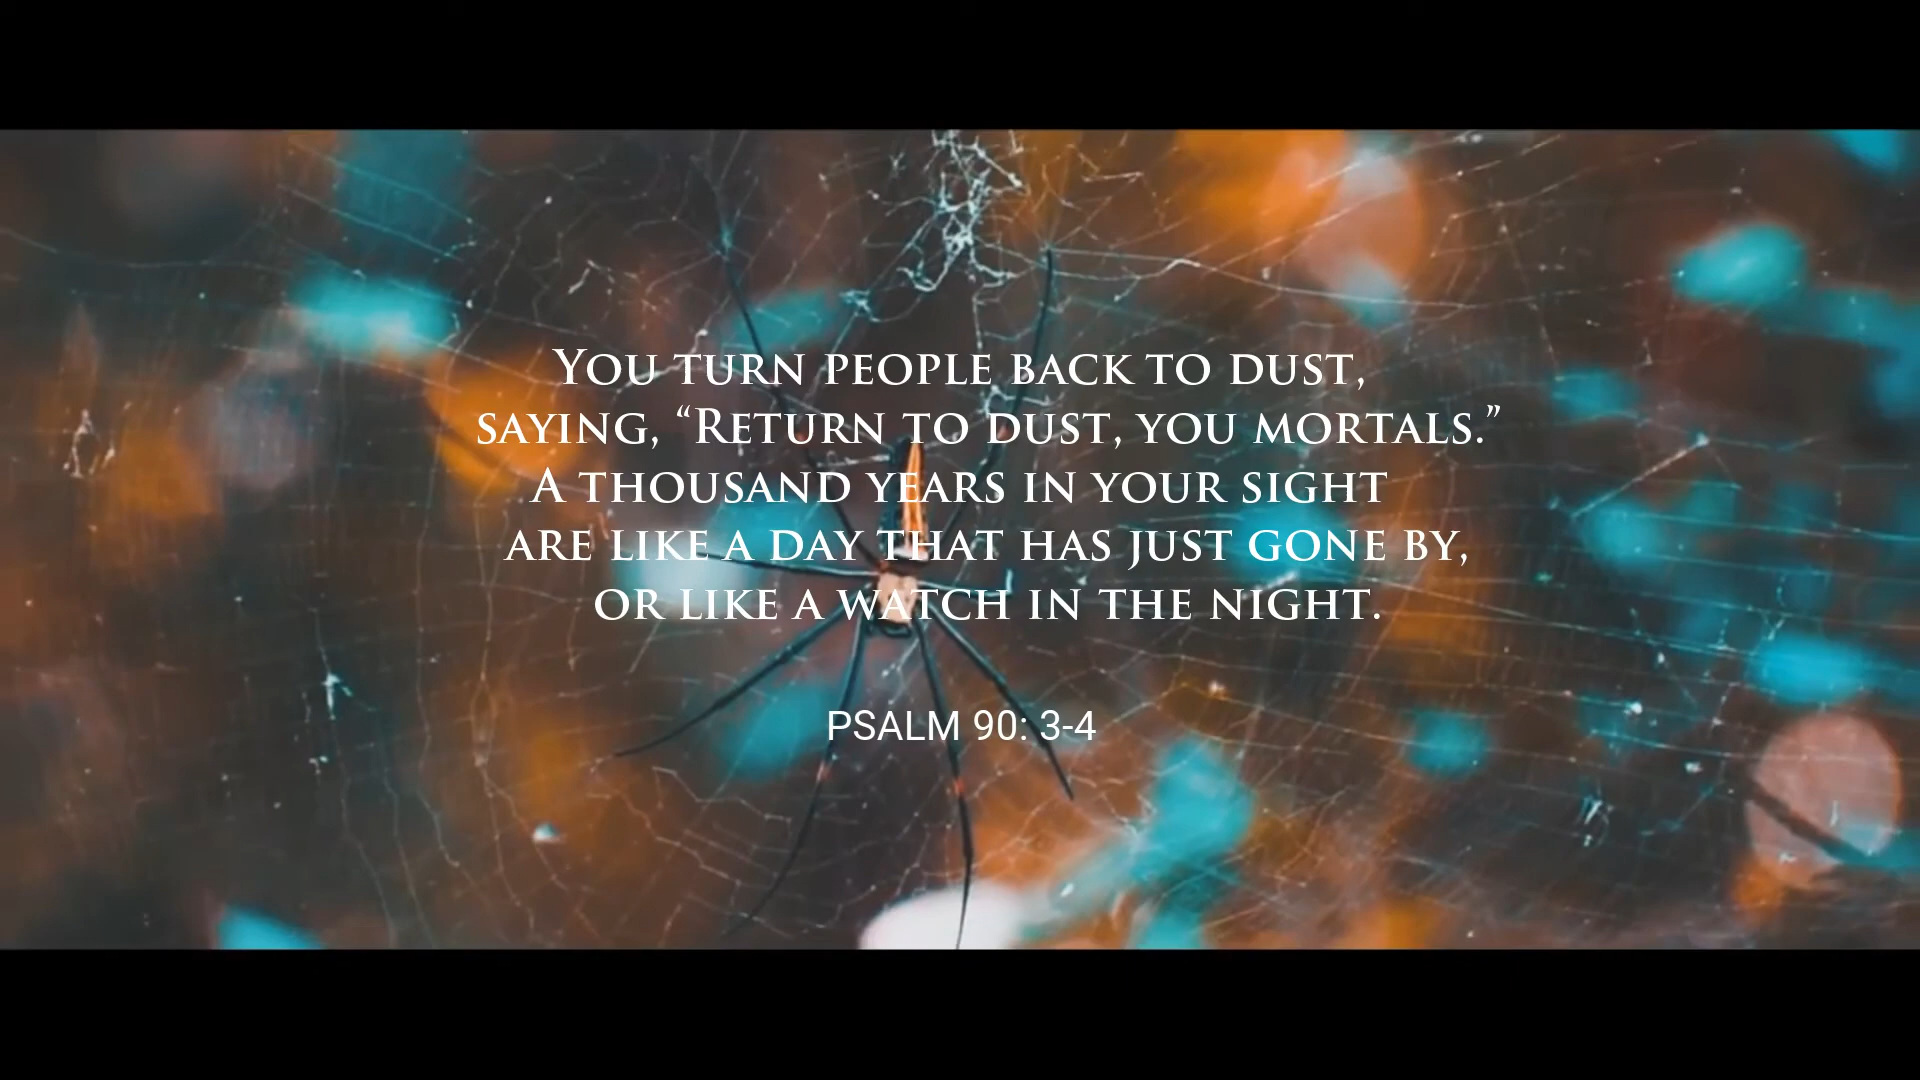 You turn people back to dust,
saying, “Return to dust, you mortals.”
A thousand years in your sight
are like a day that has just gone by,
or like a watch in the night.
PSALM 90: 3-4